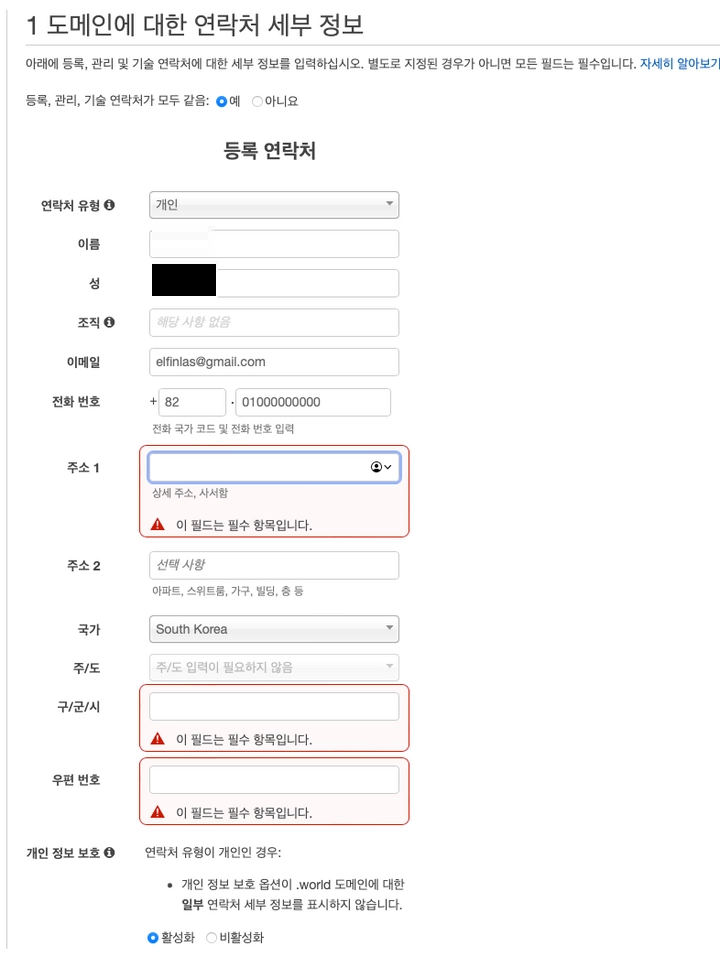 1 도메인에 대한 연락처 세부 정보
아래에 등록, 관리 및 기술 연락처에 대한 세부 정보를 입력하십시오. 별도로 지정된 경우가 아니면 모든 필드는 필수입니다. 자세히 알아보기
등록, 관리, 기술 연락처가 모두 같음: 예 아니요
등록 연락처
연락처 유형 개인
이름
성
조직 해당 사항 없음
이메일 elfinlas@gmail.com
전화 번호 + 82 . 01000000000
전화 국가 코드 및 전화 번호 입력
주소 1
상세 주소, 사서함
이 필드는 필수 항목입니다.
주소 2 선택 사항
아파트, 스위트룸, 가구, 빌딩, 층 등
국가 South Korea
주/도 주/도 입력이 필요하지 않음
구/군/시
이 필드는 필수 항목입니다.
우편 번호
이 필드는 필수 항목입니다.
개인 정보 보호 연락처 유형이 개인인 경우:
• 개인 정보 보호 옵션이 .world 도메인에 대한
일부 연락처 세부 정보를 표시하지 않습니다.
활성화 비활성화